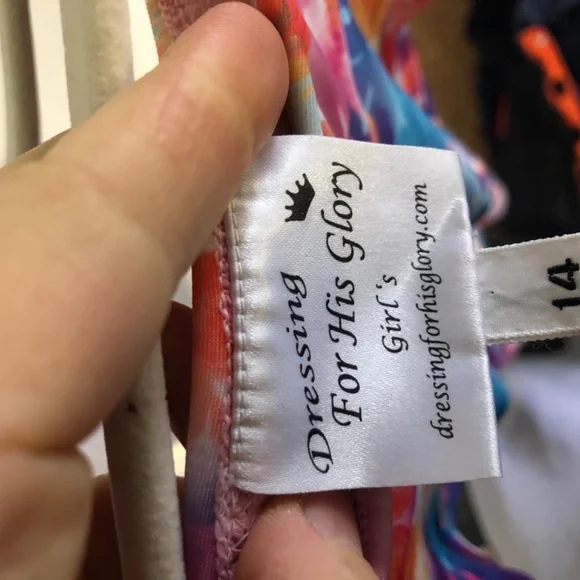 Dressing
For His Glory
Girl's
dressingforhisglory.com
14